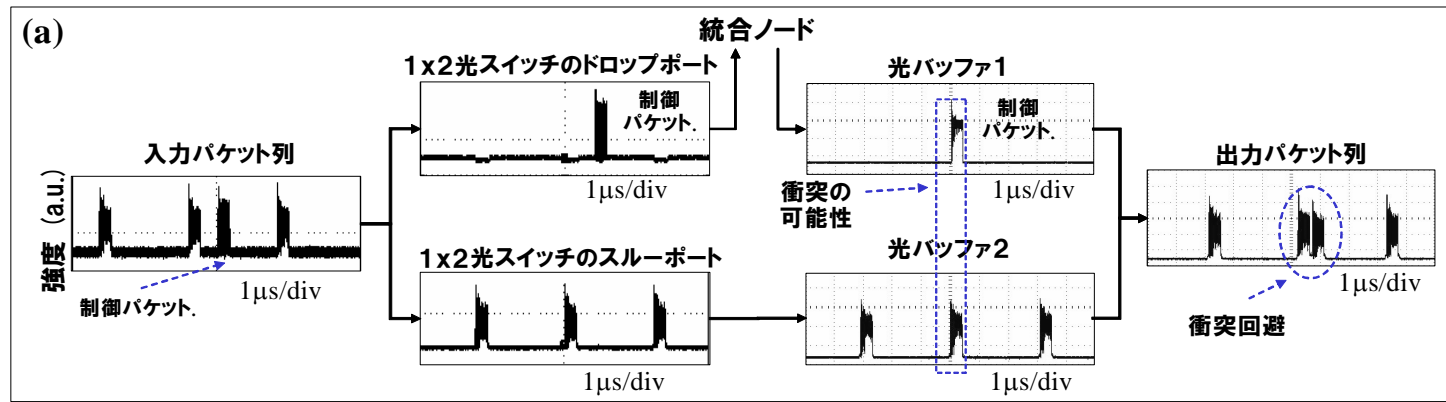 (a)
統合ノード
1x2光スイッチのドロップポート
制御
パケット.
1μs/div
光バッファ1
制御
パケット.
1μs/div
入力パケット列
強度 (a.u.)
1μs/div
制御パケット.
衝突の
可能性
出力パケット列
1μs/div
衝突回避
1x2光スイッチのスルーポート
1μs/div
光バッファ2
1μs/div